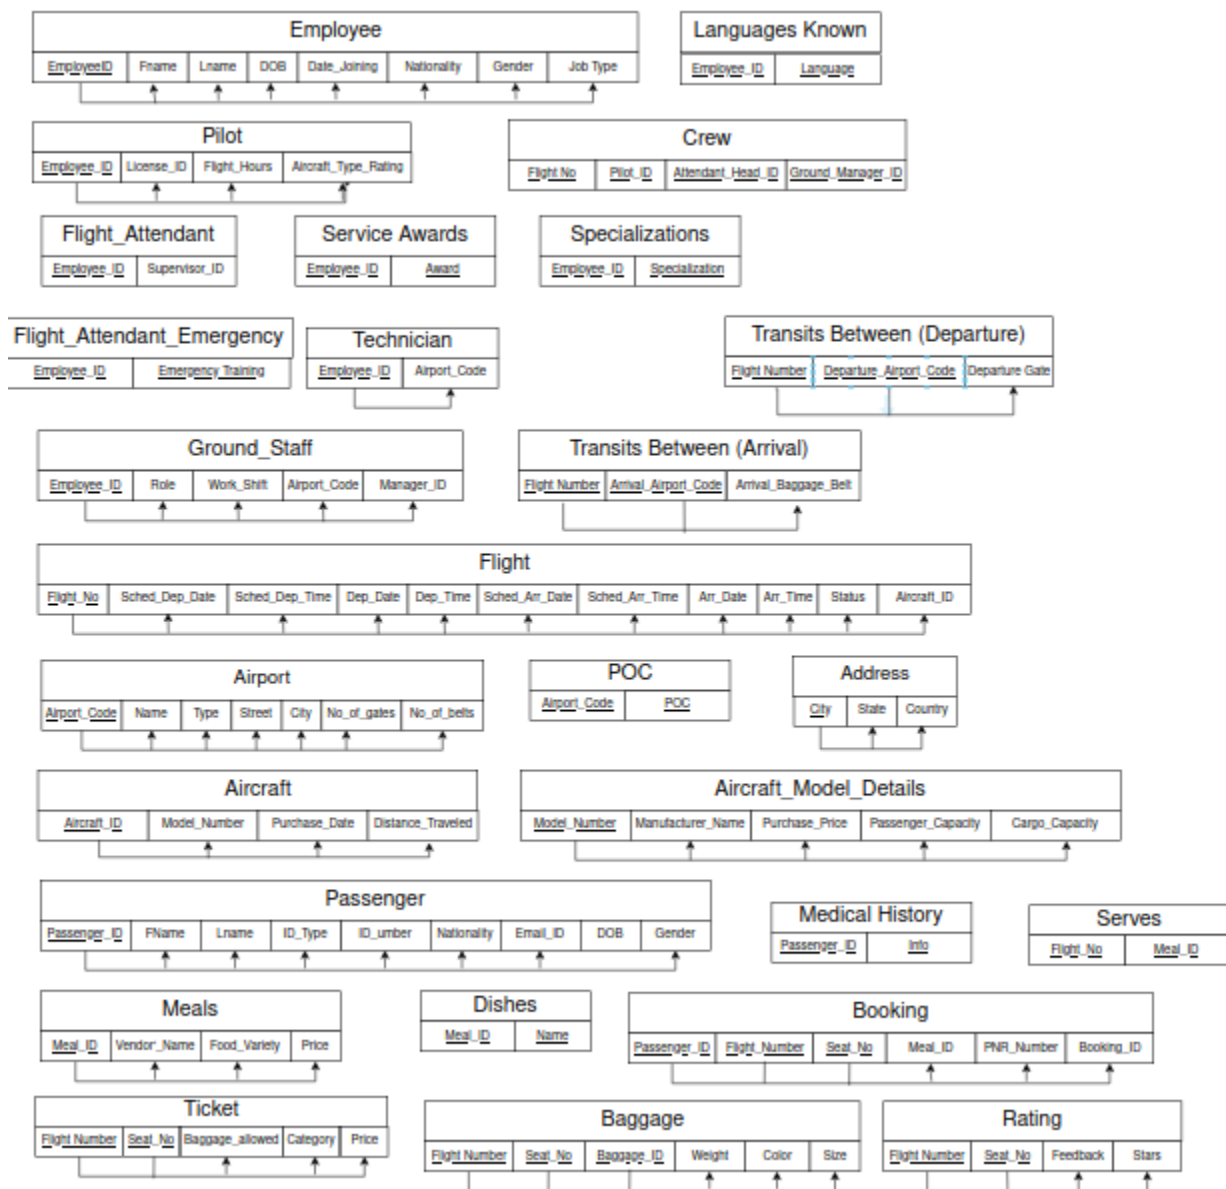 Employee
EmployeeID Fname Lname DOB Date_Joining Nationality Gender Job Type
Languages Known
Employee_ID Language
Pilot
Employee_ID License_ID Flight_Hours Aircraft_Type_Rating
Crew
Flight No Pilot_ID Attendant_Head_ID Ground_Manager_ID
Flight_Attendant
Employee_ID Supervisor_ID
Service Awards
Employee_ID Award
Specializations
Employee_ID Specialization
Flight_Attendant_Emergency
Employee_ID Emergency Training
Technician
Employee_ID Airport_Code
Transits Between (Departure)
Flight Number Departure_Airport_Code Departure Gate
Ground_Staff
Employee_ID Role Work_Shift Airport_Code Manager_ID
Transits Between (Arrival)
Flight Number Arrival_Airport_Code Arrival_Baggage_Belt
Flight
Flight_No Sched_Dep_Date Sched_Dep_Time Dep_Date Dep_Time Sched_Arr_Date Sched_Arr_Time Arr_Date Arr_Time Status Aircraft_ID
Airport
Airport_Code Name Type Street City No_of_gates No_of_belts
POC
Airport_Code POC
Address
City State Country
Aircraft
Aircraft_ID Model_Number Purchase_Date Distance_Traveled
Aircraft_Model_Details
Model_Number Manufacturer_Name Purchase_Price Passenger_Capacity Cargo_Capacity
Passenger
Passenger_ID FName Lname ID_Type ID_umber Nationality Email_ID DOB Gender
Medical History
Passenger_ID Info
Serves
Flight_No Meal_ID
Meals
Meal_ID Vendor_Name Food_Variety Price
Dishes
Meal_ID Name
Booking
Passenger_ID Flight_Number Seat_No Meal_ID PNR_Number Booking_ID
Ticket
Flight Number Seat_No Baggage_allowed Category Price
Baggage
Flight Number Seat_No Baggage_ID Weight Color Size
Rating
Flight Number Seat_No Feedback Stars